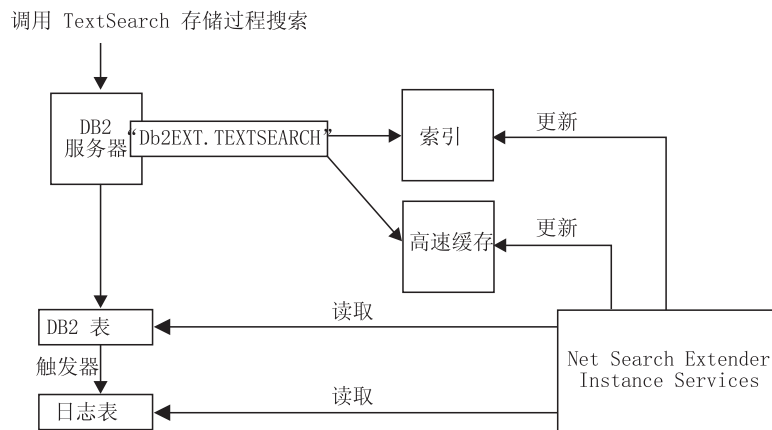 调用 TextSearch 存储过程搜索
DB2
服务器
“Db2EXT.TEXTSEARCH”
索引
更新
高速缓存
更新
DB2 表
读取
触发器
日志表
读取
Net Search Extender
Instance Services